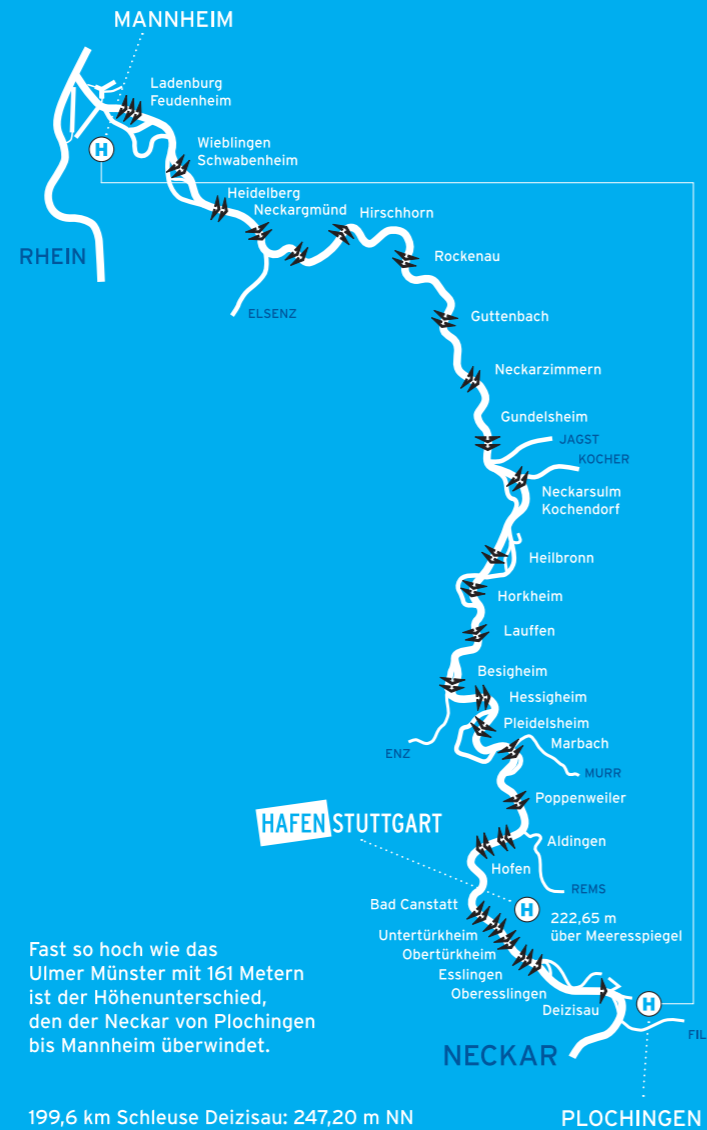 MANNHEIM
Ladenburg
Feudenheim
Wieblingen
Schwabenheim
H
Heidelberg
Neckargmünd
Hirschhorn
RHEIN
Rockenau
ELSENZ
Guttenbach
Neckarzimmern
Gundelsheim
JAGST
KOCHER
Neckarsulm
Kochendorf
Heilbronn
Horkheim
Lauffen
Besigheim
Hessigheim
Pleidelsheim
Marbach
ENZ
MURR
Poppenweiler
HAFEN STUTTGART
Aldingen
Hofen
REMS
Bad Canstatt
H
222,65 m
über Meeresspiegel
Untertürkheim
Obertürkheim
Esslingen
Oberesslingen
Deizisau
H
FIL
Fast so hoch wie das
Ulmer Münster mit 161 Metern
ist der Höhenunterschied,
den der Neckar von Plochingen
bis Mannheim überwindet.
NECKAR
199,6 km Schleuse Deizisau: 247,20 m NN
PLOCHINGEN